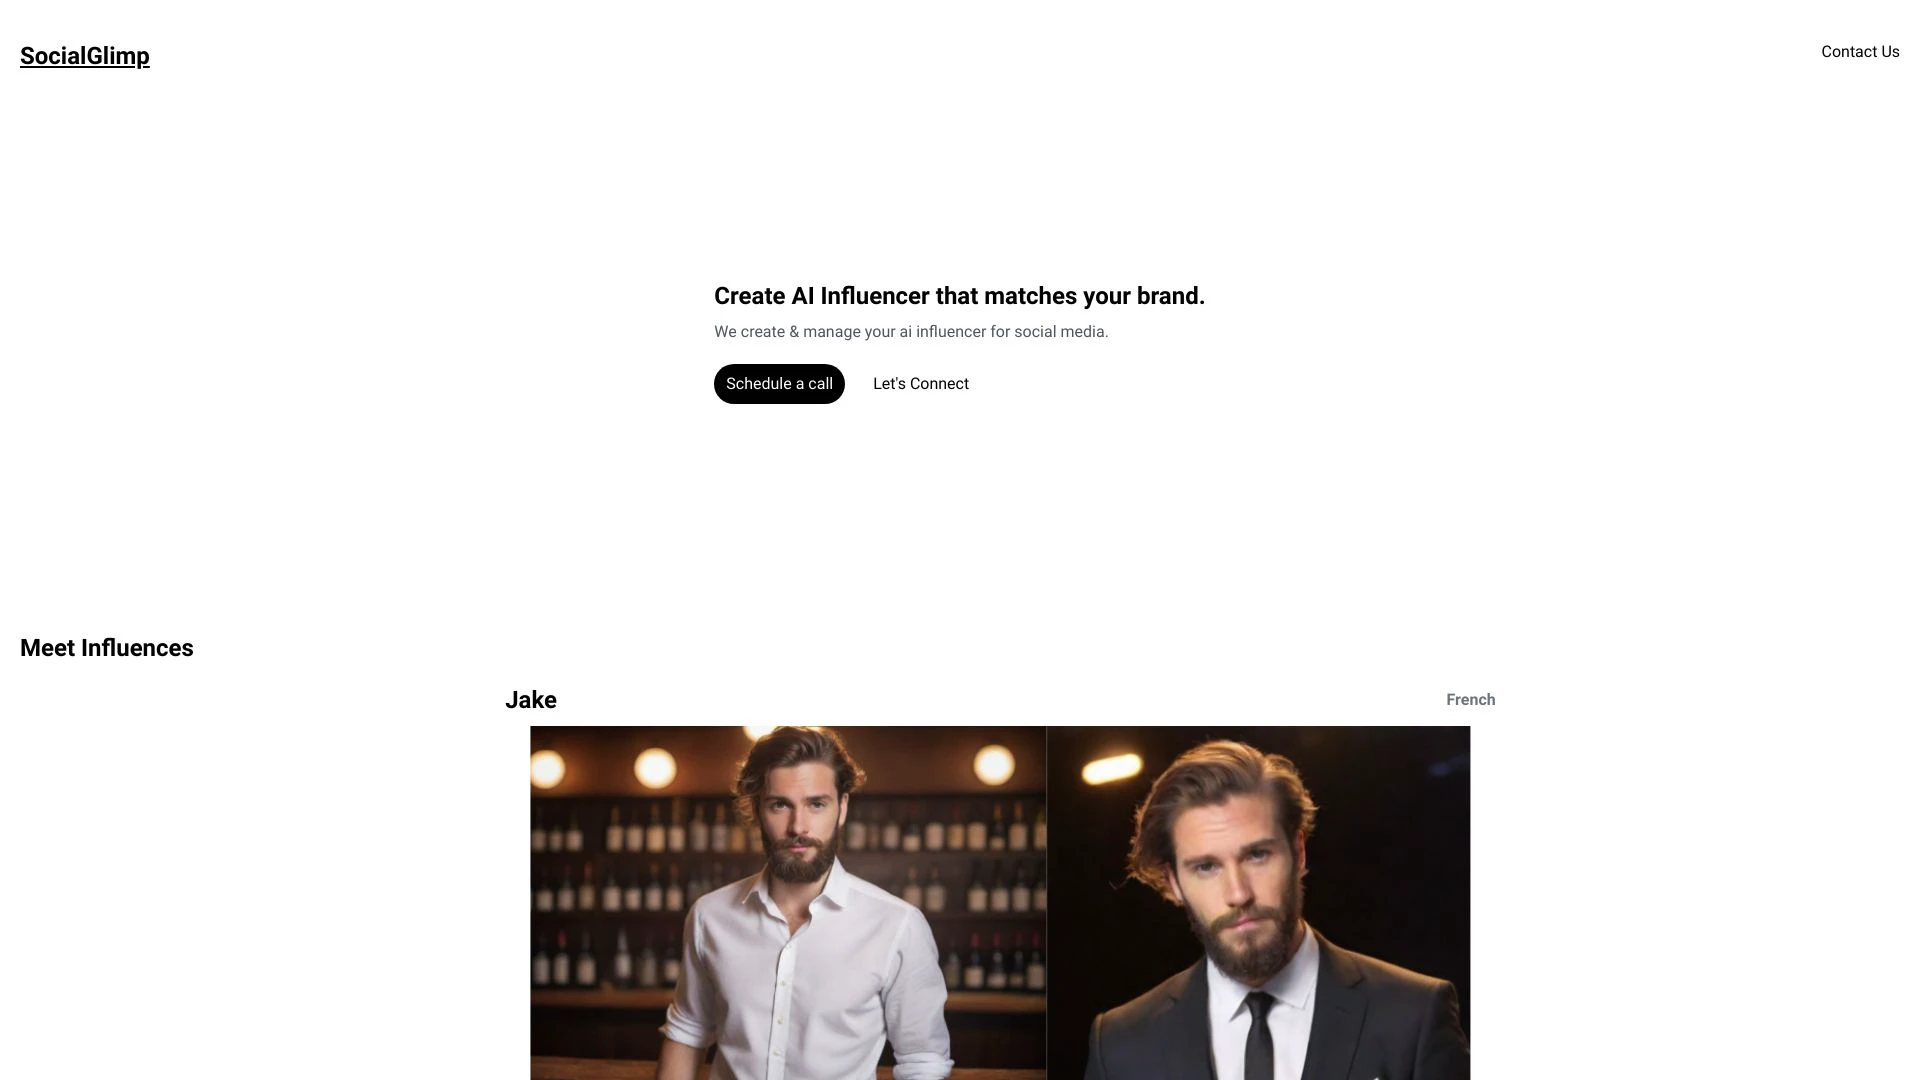 SocialGlimp
Contact Us
Create AI Influencer that matches your brand.
We create & manage your ai influencer for social media.
Schedule a call
Let's Connect
Meet Influences
Jake
French